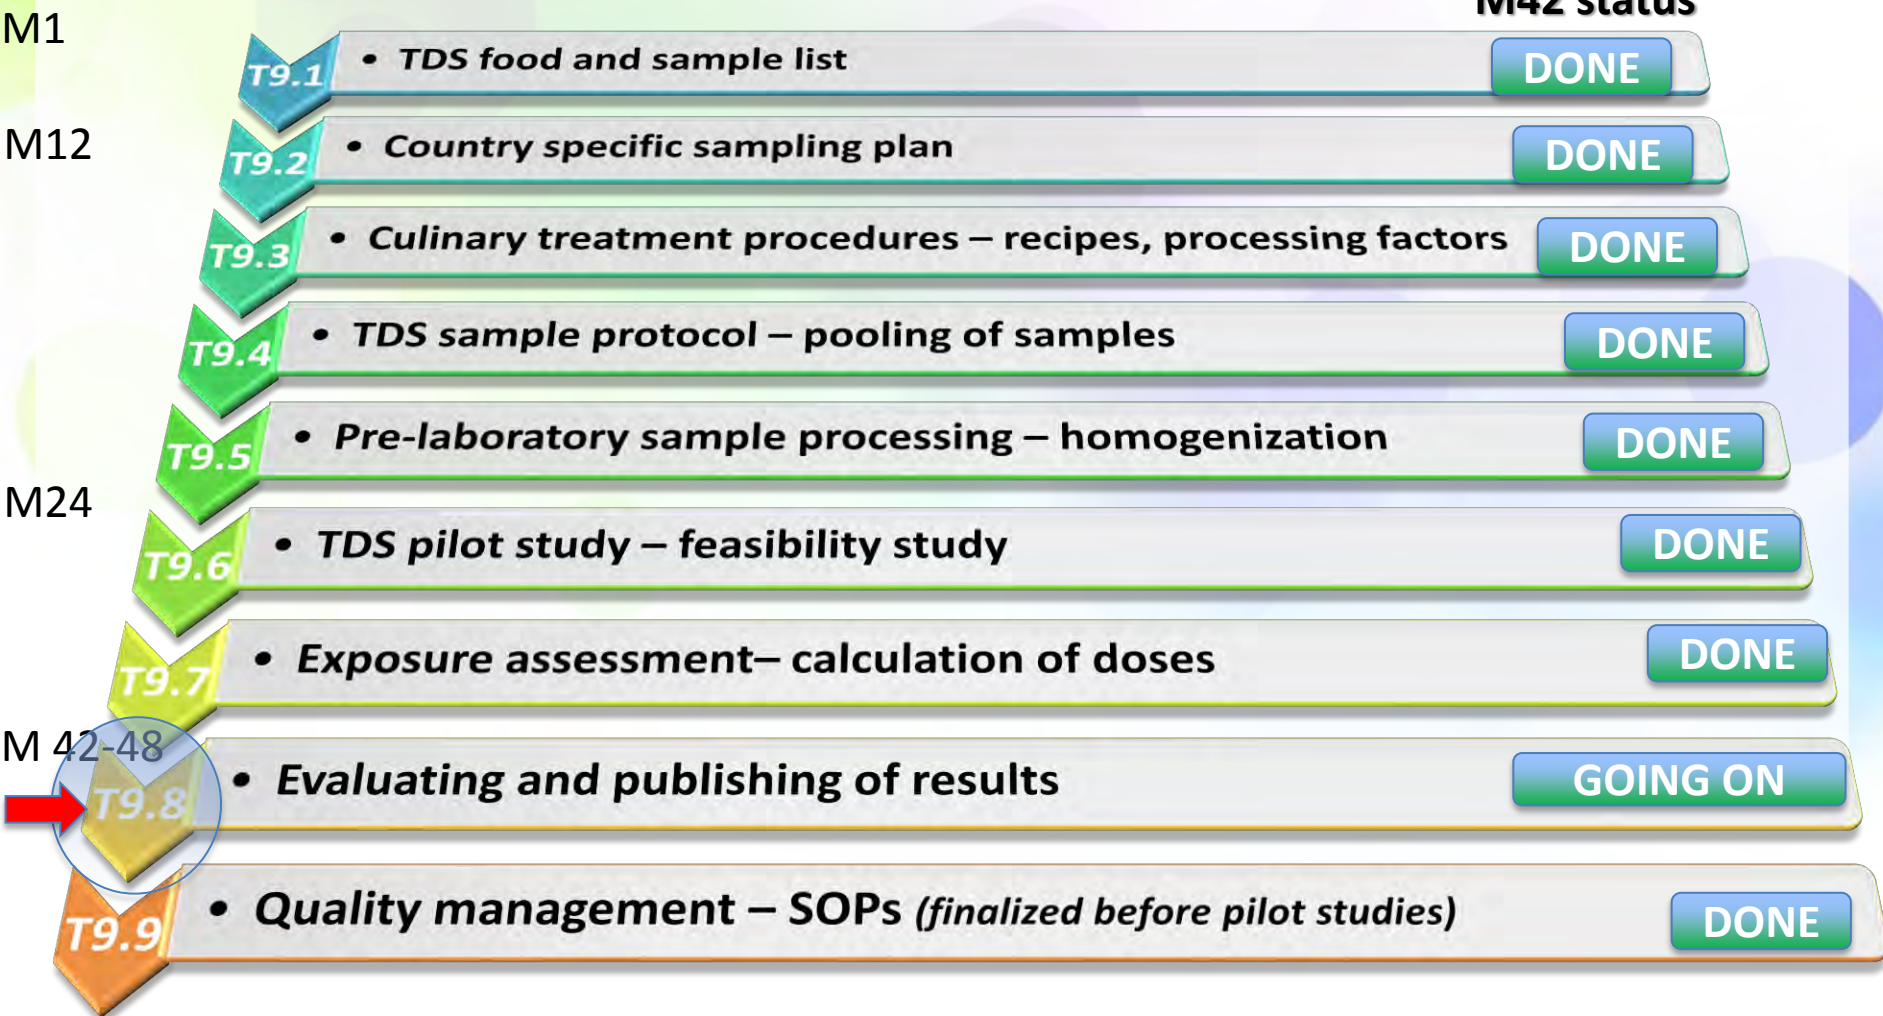 M42 status
M1
T9.1 • TDS food and sample list DONE
M12
T9.2 • Country specific sampling plan DONE
T9.3 • Culinary treatment procedures – recipes, processing factors DONE
T9.4 • TDS sample protocol – pooling of samples DONE
T9.5 • Pre-laboratory sample processing – homogenization DONE
M24
T9.6 • TDS pilot study – feasibility study DONE
T9.7 • Exposure assessment– calculation of doses DONE
M 42-48
T9.8 • Evaluating and publishing of results GOING ON
T9.9 • Quality management – SOPs (finalized before pilot studies) DONE